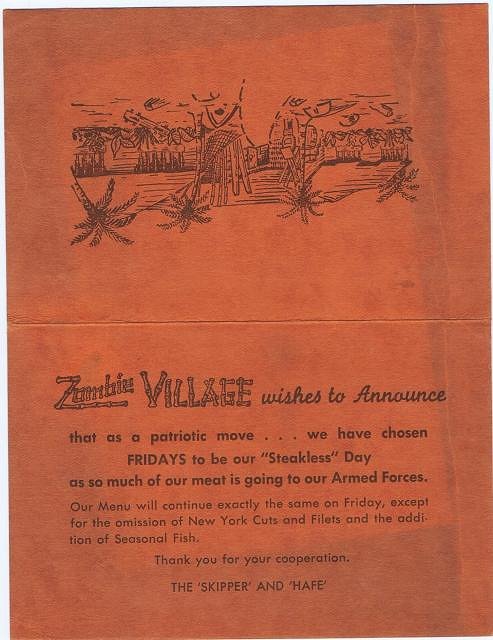 Zombie VILLAGE wishes to Announce
that as a patriotic move . . . we have chosen
FRIDAYS to be our "Steakless" Day
as so much of our meat is going to our Armed Forces.
Our Menu will continue exactly the same on Friday, except
for the omission of New York Cuts and Filets and the addi-
tion of Seasonal Fish.
Thank you for your cooperation.
THE 'SKIPPER' AND 'HAFE'